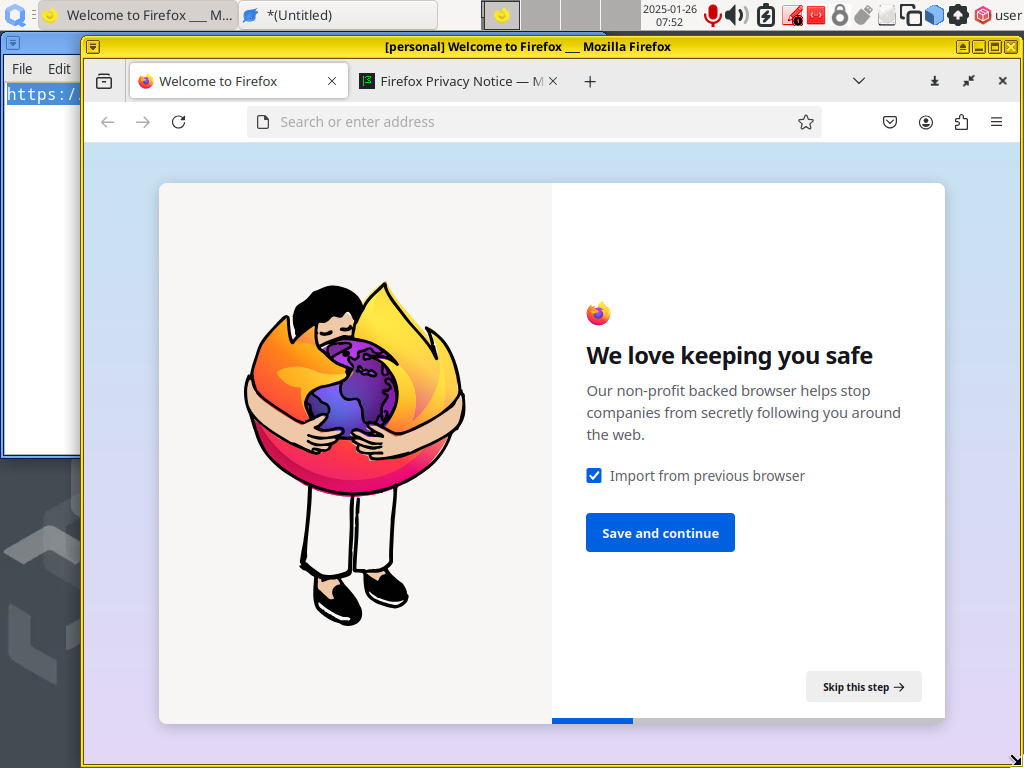 Welcome to Firefox ___ M...
*(Untitled)
2025-01-26
07:52
user
[personal] Welcome to Firefox ___ Mozilla Firefox
File Edit
Welcome to Firefox
Firefox Privacy Notice — M
https:/
Search or enter address
We love keeping you safe
Our non-profit backed browser helps stop
companies from secretly following you around
the web.
Import from previous browser
Save and continue
Skip this step